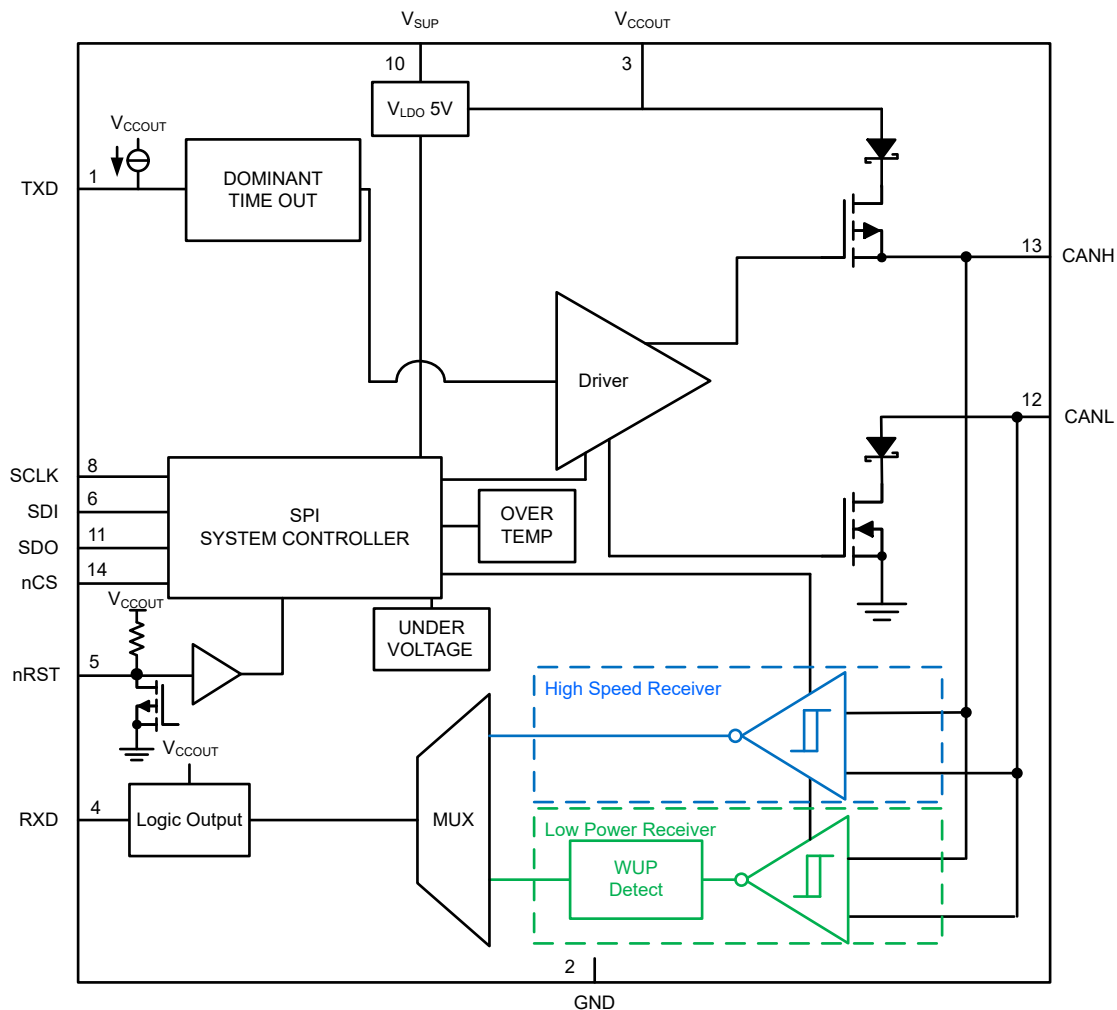 VSUP
VCCOUT
10
3
VLDO 5V
VCCOUT
TXD
1
DOMINANT
TIME OUT
13
CANH
Driver
12
CANL
SCLK
8
SDI
6
SDO
11
nCS
14
SPI
SYSTEM CONTROLLER
OVER
TEMP
UNDER
VOLTAGE
VCCOUT
nRST
5
High Speed Receiver
VCCOUT
RXD
4
Logic Output
MUX
Low Power Receiver
WUP
Detect
2
GND